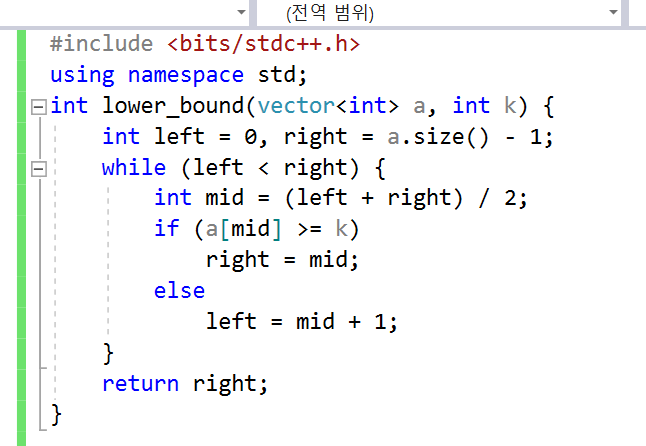 (전역 범위)
#include <bits/stdc++.h>
using namespace std;
int lower_bound(vector<int> a, int k) {
    int left = 0, right = a.size() - 1;
    while (left < right) {
        int mid = (left + right) / 2;
        if (a[mid] >= k)
            right = mid;
        else
            left = mid + 1;
    }
    return right;
}